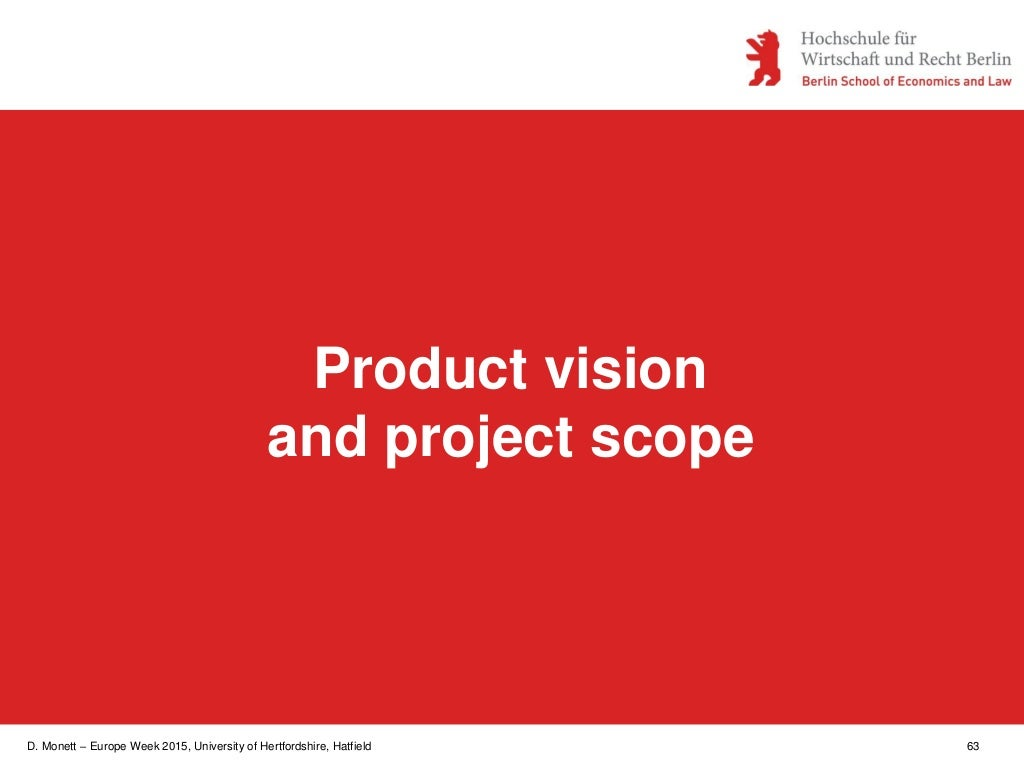 Hochschule für
Wirtschaft und Recht Berlin
Berlin School of Economics and Law
Product vision
and project scope
D. Monett – Europe Week 2015, University of Hertfordshire, Hatfield
63